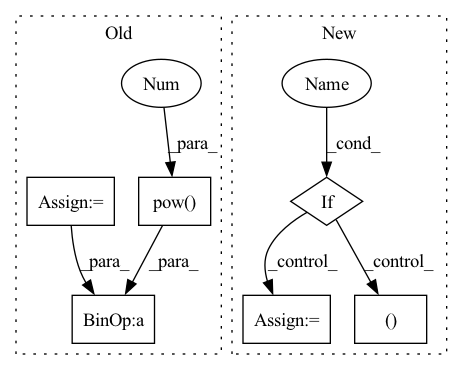 Old
New
Num
Name
_para_
_cond_
Assign:=
pow()
If
_para_
_para_
_control_
_control_
BinOp:a
Assign:=
()